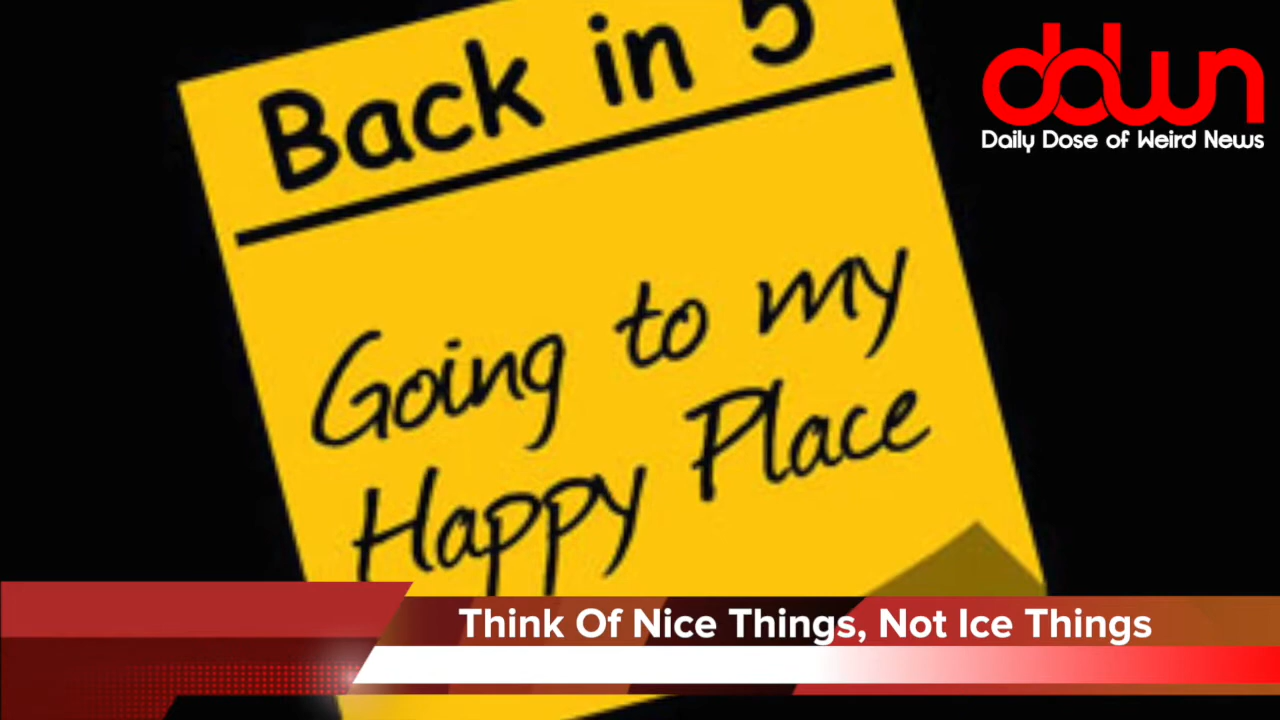 Back in 5
Going to my
Happy Place
ddwn
Daily Dose of Weird News
Think Of Nice Things, Not Ice Things